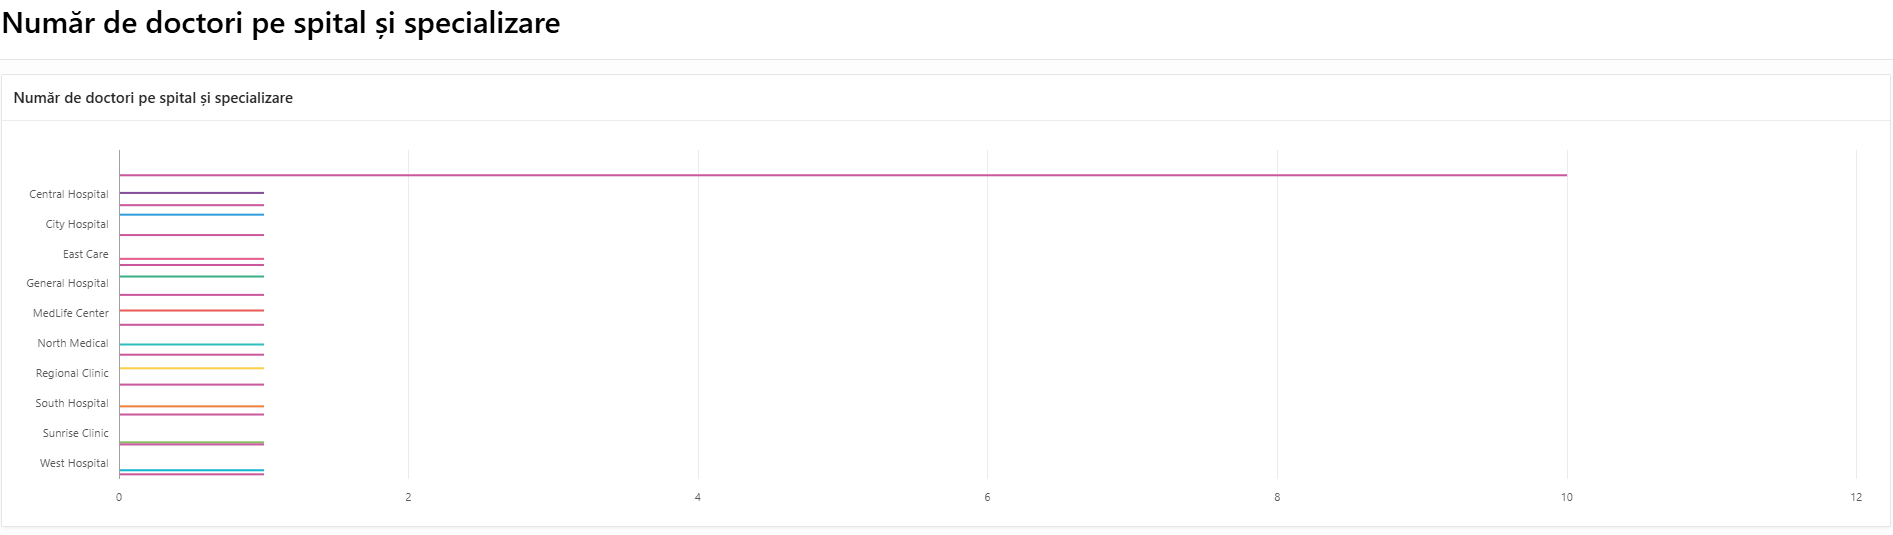 Număr de doctori pe spital și specializare
Număr de doctori pe spital și specializare
Central Hospital
City Hospital
East Care
General Hospital
MedLife Center
North Medical
Regional Clinic
South Hospital
Sunrise Clinic
West Hospital
0 2 4 6 8 10 12